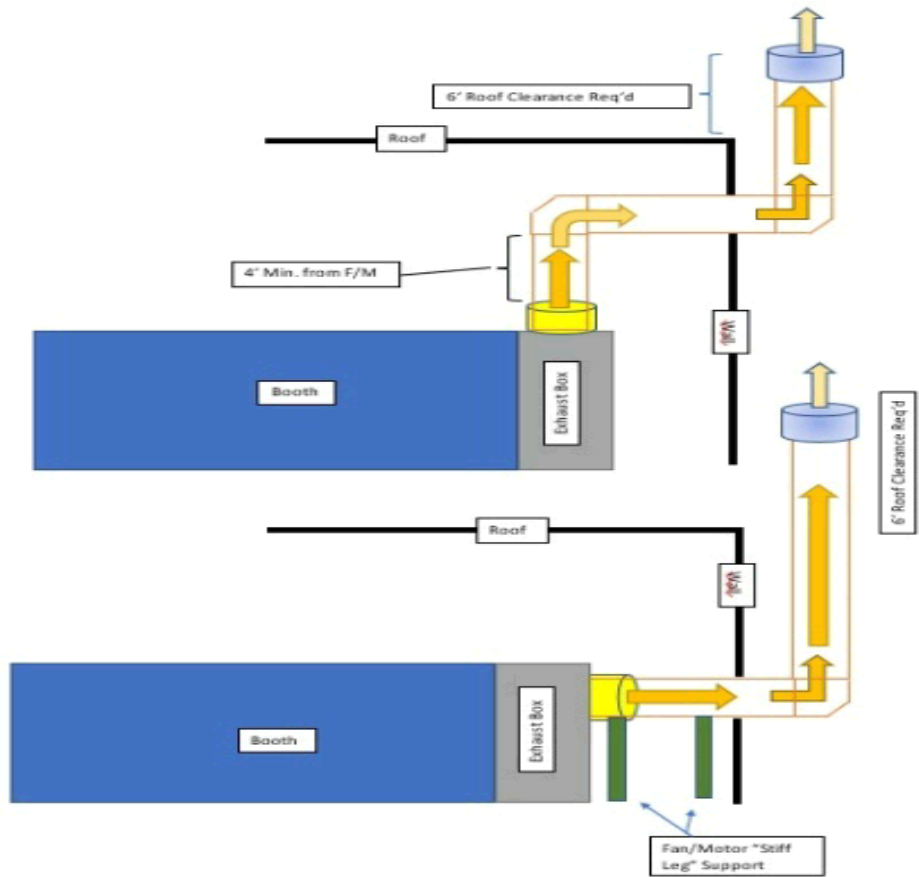 6' Roof Clearance Req'd
Roof
4' Min. from F/M
Wall
Booth
Exhaust Box
6' Roof Clearance Req'd
Roof
Wall
Booth
Exhaust Box
Fan/Motor "Stiff
Leg" Support